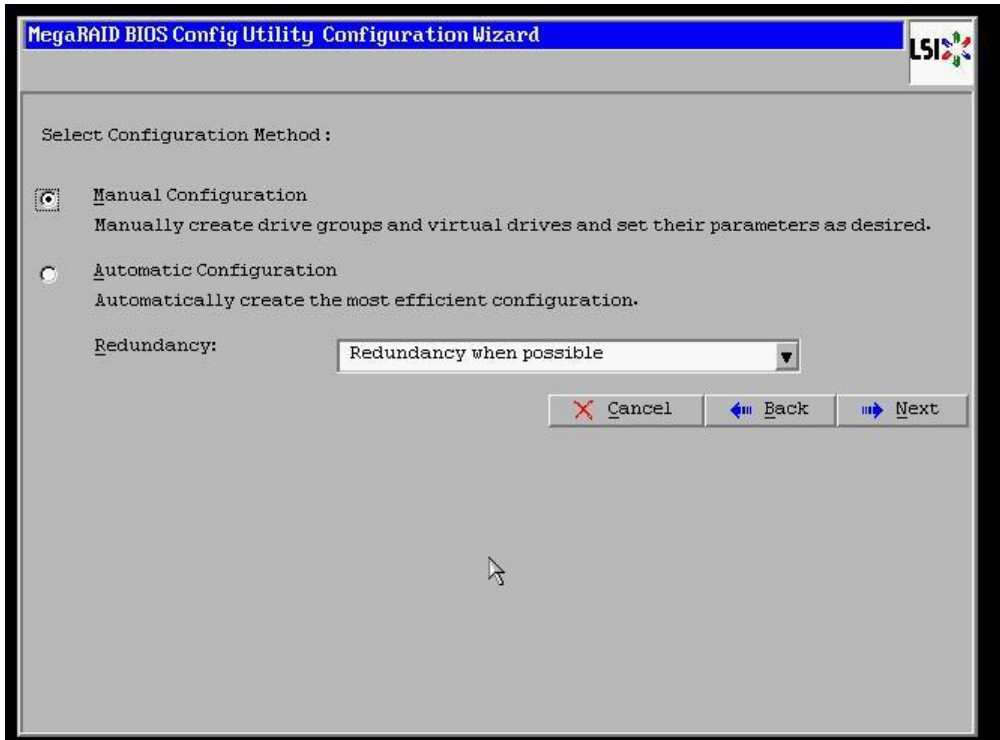 MegaRAID BIOS Config Utility Configuration Wizard
LSI
Select Configuration Method:
Manual Configuration
Manually create drive groups and virtual drives and set their parameters as desired.
Automatic Configuration
Automatically create the most efficient configuration.
Redundancy:
Redundancy when possible
Cancel
Back
Next